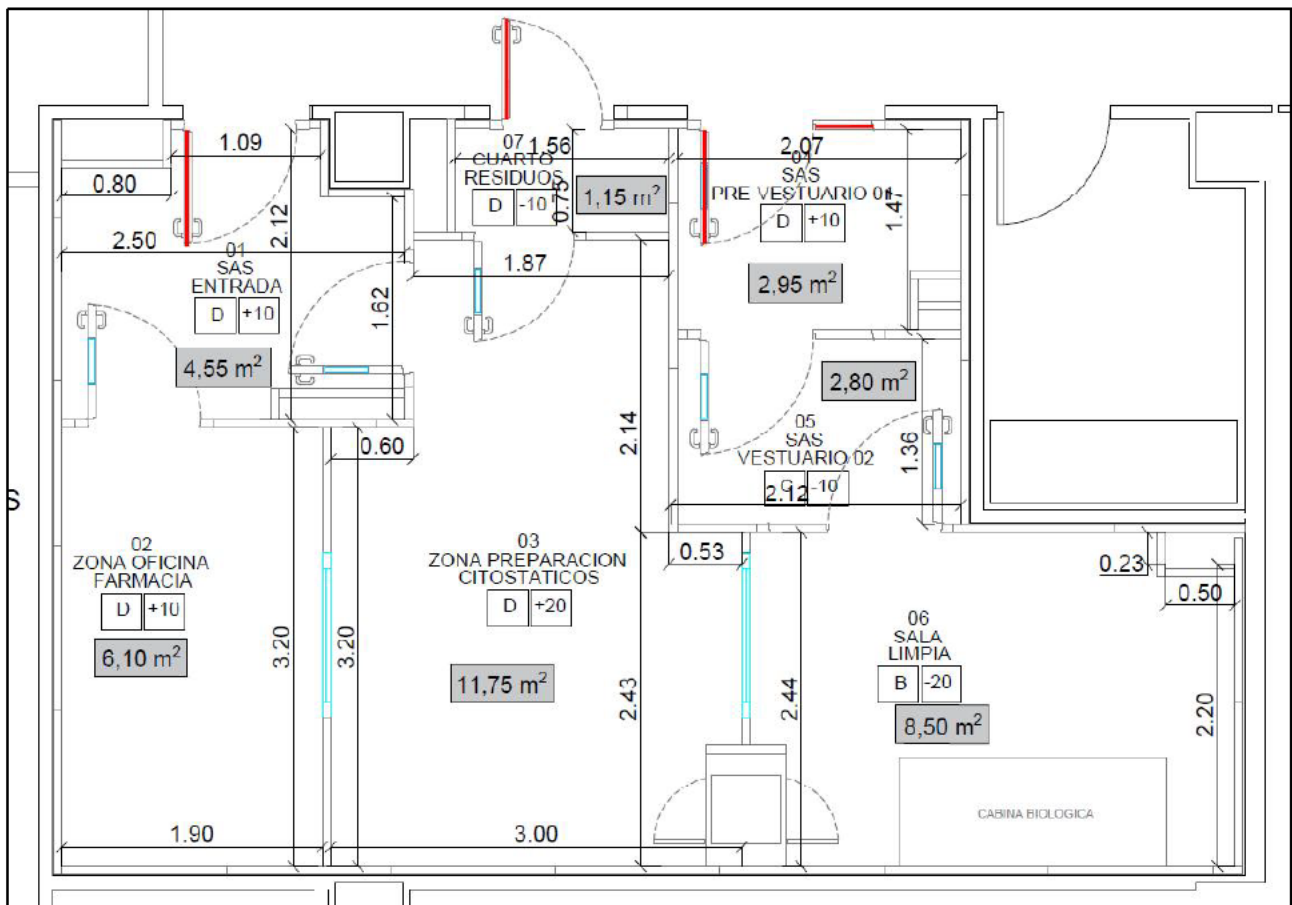 1.09
0.80
2.12
2.50
01
SAS
ENTRADA
D +10
4,55 m²
1.62
07
1.56
CUARTO
RESIDUOS
D -10
0.75
1,15 m²
1.87
2.07
SAS
PRE VESTUARIO 01
D +10
1.47
2,95 m²
2,80 m²
05
SAS
VESTUARIO 02
-10
2.12
1.36
0.60
2.14
02
ZONA OFICINA
FARMACIA
D +10
6,10 m²
3.20
3.20
03
ZONA PREPARACION
CITOSTATICOS
D +20
11,75 m²
2.43
0.53
2.44
0.23
0.50
06
SALA
LIMPIA
B -20
8,50 m²
2.20
CABINA BIOLOGICA
1.90
3.00
S